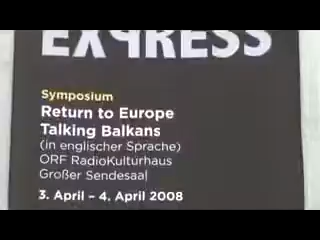 EXPRESS
Symposium
Return to Europe
Talking Balkans
(in englischer Sprache)
ORF RadioKulturhaus
Großer Sendesaal
3. April – 4. April 2008